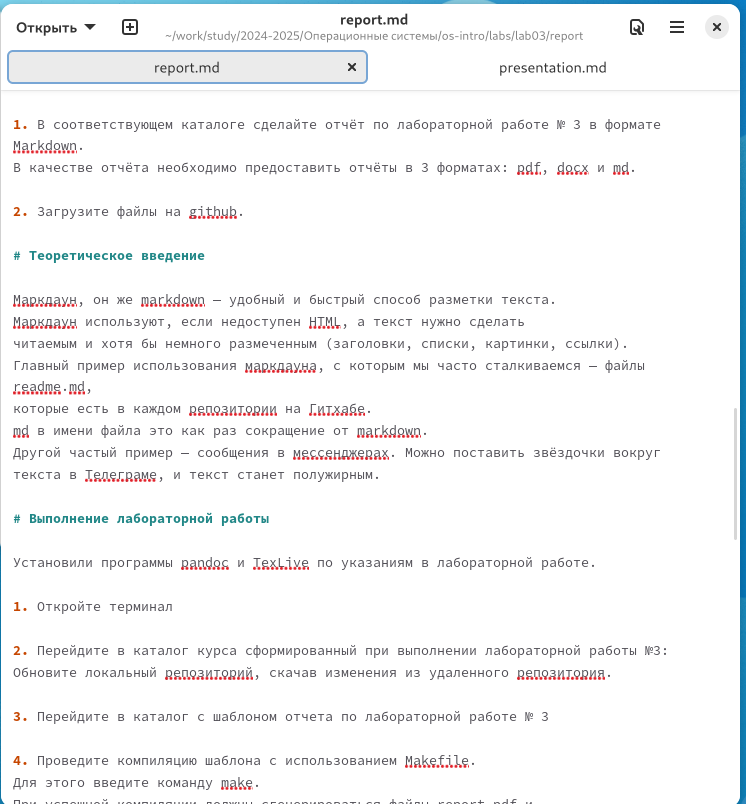 Открыть
report.md
~/work/study/2024-2025/Операционные системы/os-intro/labs/lab03/report
report.md
presentation.md
1. В соответствующем каталоге сделайте отчёт по лабораторной работе № 3 в формате
Markdown.
В качестве отчёта необходимо предоставить отчёты в 3 форматах: pdf, docx и md.
2. Загрузите файлы на github.
# Теоретическое введение
Маркдаун, он же markdown — удобный и быстрый способ разметки текста.
Маркдаун используют, если недоступен HTML, а текст нужно сделать
читаемым и хотя бы немного размеченным (заголовки, списки, картинки, ссылки).
Главный пример использования маркдауна, с которым мы часто сталкиваемся — файлы
readme.md,
которые есть в каждом репозитории на Гитхабе.
md в имени файла это как раз сокращение от markdown.
Другой частый пример — сообщения в мессенджерах. Можно поставить звёздочки вокруг
текста в Телеграме, и текст станет полужирным.
# Выполнение лабораторной работы
Установили программы pandoc и TexLive по указаниям в лабораторной работе.
1. Откройте терминал
2. Перейдите в каталог курса сформированный при выполнении лабораторной работы №3:
Обновите локальный репозиторий, скачав изменения из удаленного репозитория.
3. Перейдите в каталог с шаблоном отчета по лабораторной работе № 3
4. Проведите компиляцию шаблона с использованием Makefile.
Для этого введите команду make.
При успешной компиляции должны сгенерироваться файлы report.pdf и